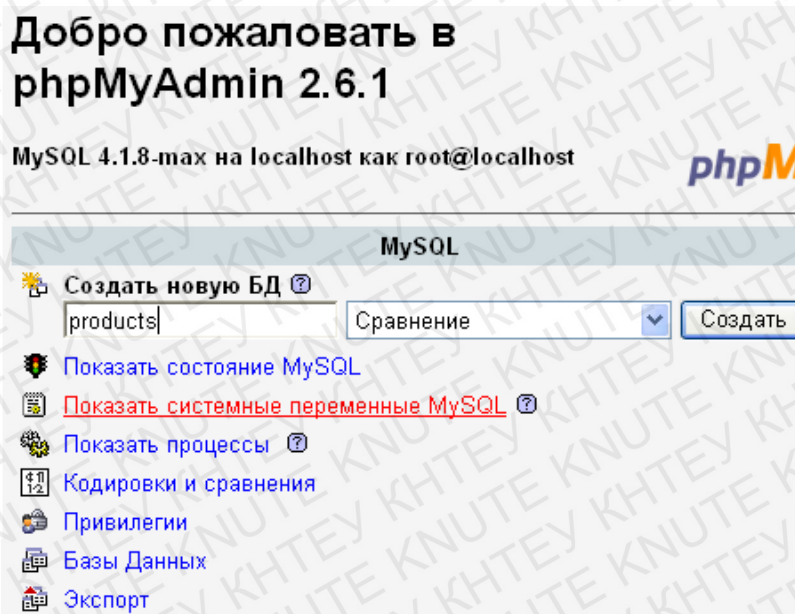 Добро пожаловать в
phpMyAdmin 2.6.1
MySQL 4.1.8-max на localhost как root@localhost
phpM
MySQL
Создать новую БД
products
Сравнение
Создать
Показать состояние MySQL
Показать системные переменные MySQL
Показать процессы
Кодировки и сравнения
Привилегии
Базы Данных
Экспорт